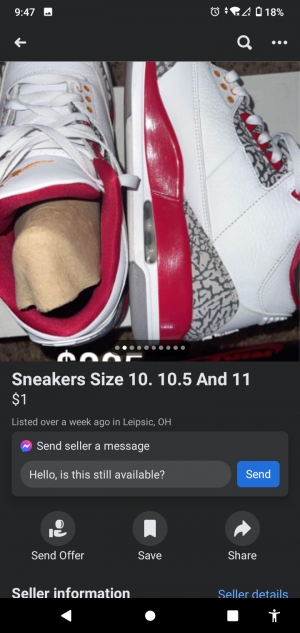 9:47
18%
Sneakers Size 10. 10.5 And 11
$1
Listed over a week ago in Leipsic, OH
Send seller a message
Hello, is this still available?
Send
Send Offer
Save
Share
Seller information
Seller details